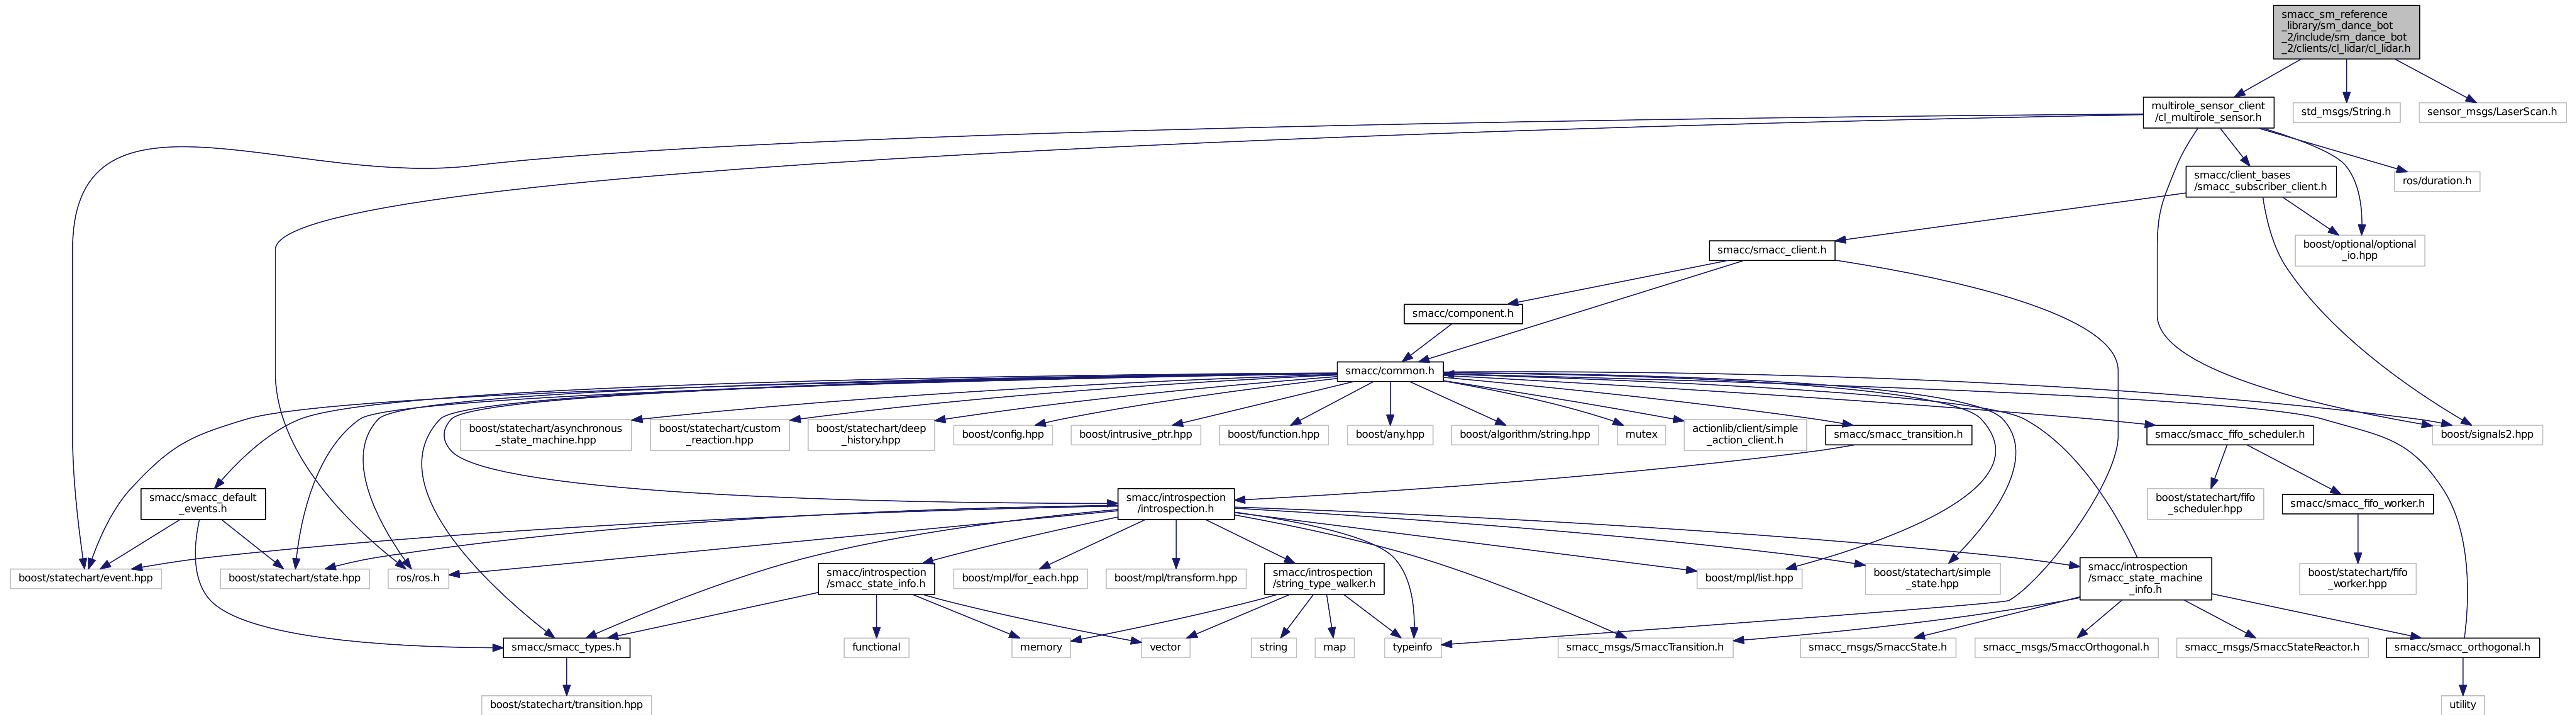 smacc_sm_reference
_library/sm_dance_bot
_2/include/sm_dance_bot
_2/clients/cl_lidar/cl_lidar.h
multirole_sensor_client
/cl_multirole_sensor.h
std_msgs/String.h
sensor_msgs/LaserScan.h
smacc/client_bases
/smacc_subscriber_client.h
ros/duration.h
smacc/smacc_client.h
boost/optional/optional
_io.hpp
smacc/component.h
smacc/common.h
boost/statechart/asynchronous
_state_machine.hpp
boost/statechart/custom
_reaction.hpp
boost/statechart/deep
_history.hpp
boost/config.hpp
boost/intrusive_ptr.hpp
boost/function.hpp
boost/any.hpp
boost/algorithm/string.hpp
mutex
actionlib/client/simple
_action_client.h
smacc/smacc_transition.h
smacc/smacc_fifo_scheduler.h
boost/signals2.hpp
smacc/smacc_default
_events.h
smacc/introspection
/introspection.h
boost/statechart/fifo
_scheduler.hpp
smacc/smacc_fifo_worker.h
boost/statechart/event.hpp
boost/statechart/state.hpp
ros/ros.h
smacc/introspection
/smacc_state_info.h
boost/mpl/for_each.hpp
boost/mpl/transform.hpp
smacc/introspection
/string_type_walker.h
boost/mpl/list.hpp
boost/statechart/simple
_state.hpp
smacc/introspection
/smacc_state_machine
_info.h
boost/statechart/fifo
_worker.hpp
smacc/smacc_types.h
functional
memory
vector
string
map
typeinfo
smacc_msgs/SmaccTransition.h
smacc_msgs/SmaccState.h
smacc_msgs/SmaccOrthogonal.h
smacc_msgs/SmaccStateReactor.h
smacc/smacc_orthogonal.h
boost/statechart/transition.hpp
utility